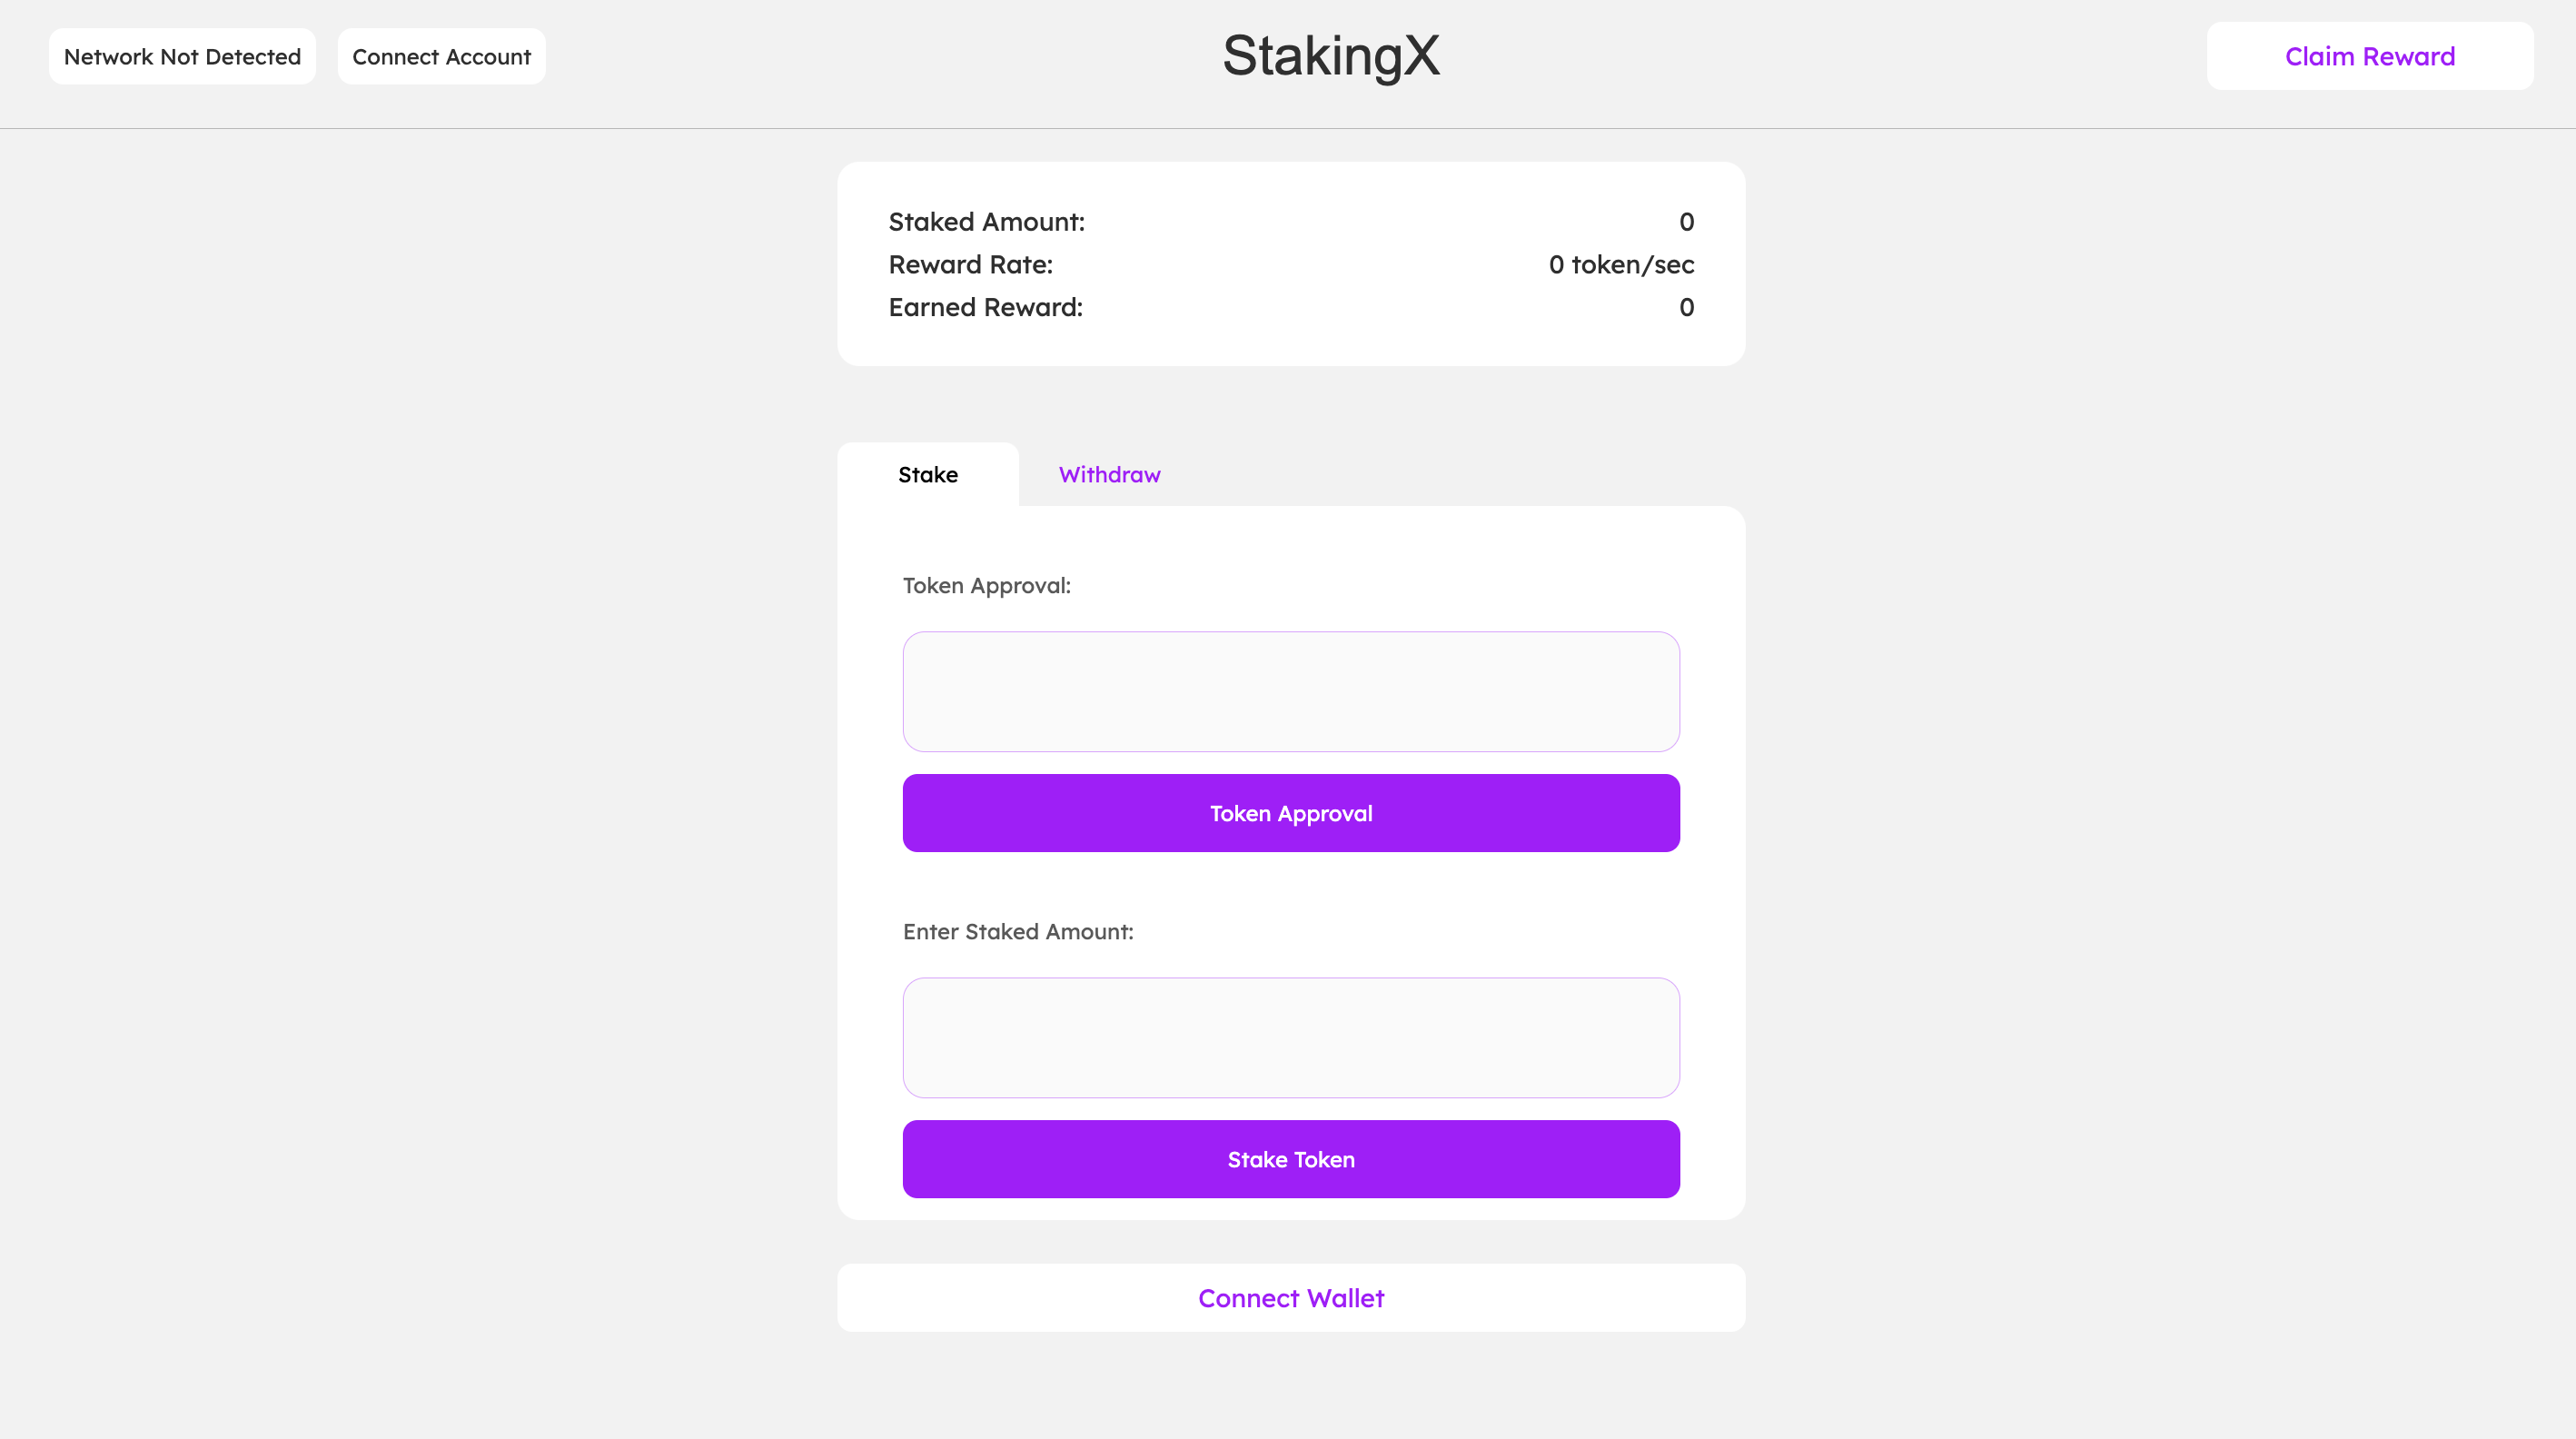 Network Not Detected
Connect Account
StakingX
Claim Reward
Staked Amount: 0
Reward Rate: 0 token/sec
Earned Reward: 0
Stake
Withdraw
Token Approval:
Token Approval
Enter Staked Amount:
Stake Token
Connect Wallet